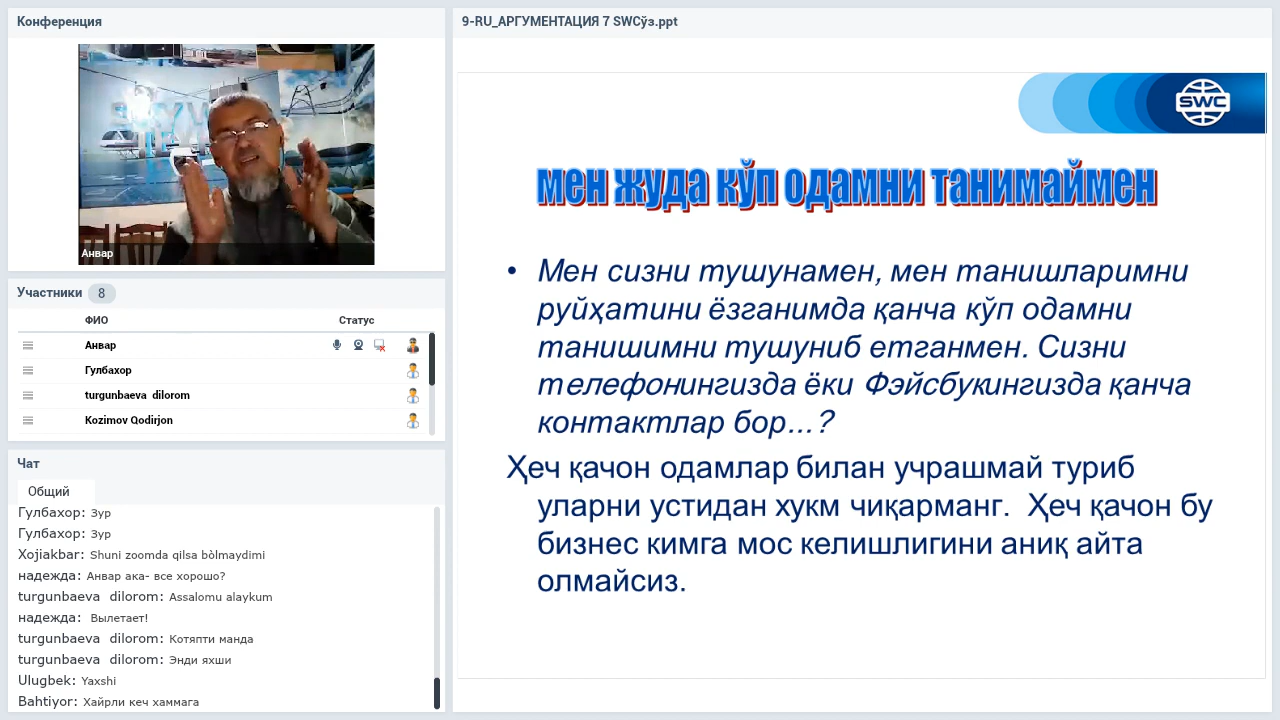 Конференция
Анвар
Участники 8
ФИО Статус
Анвар
Гулбахор
turgunbaeva dilorom
Kozimov Qodirjon
Чат
Общий
Гулбахор: Зур
Гулбахор: Зур
Xojiakbar: Shuni zoomda qilsa bòlmaydimi
надежда: Анвар ака- все хорошо?
turgunbaeva dilorom: Assalomu alaykum
надежда: Вылетает!
turgunbaeva dilorom: Котяпти манда
turgunbaeva dilorom: Энди яхши
Ulugbek: Yaxshi
Bahtiyor: Хайрли кеч хаммага
9-RU_АРГУМЕНТАЦИЯ 7 SWCўз.ppt
SWC
мен жуда кўп одамни танимаймен
• Мен сизни тушунамен, мен танишларимни
руйҳатини ёзганимда қанча кўп одамни
танишимни тушуниб етганмен. Сизни
телефонингизда ёки Фэйсбукингизда қанча
контактлар бор...?
Ҳеч қачон одамлар билан учрашмай туриб
уларни устидан хукм чиқарманг. Ҳеч қачон бу
бизнес кимга мос келишлигини аниқ айта
олмайсиз.